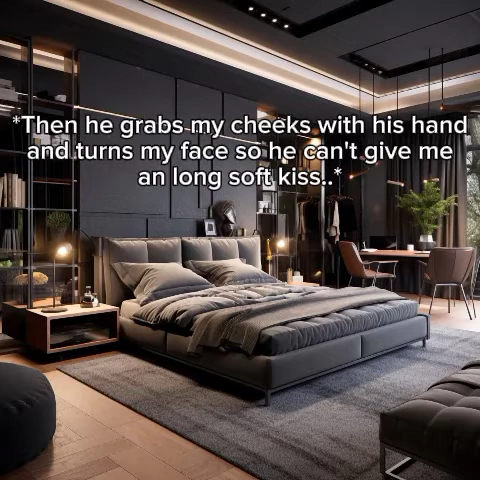 *Then he grabs my cheeks with his hand
and turns my face so he can't give me
an long soft kiss..*